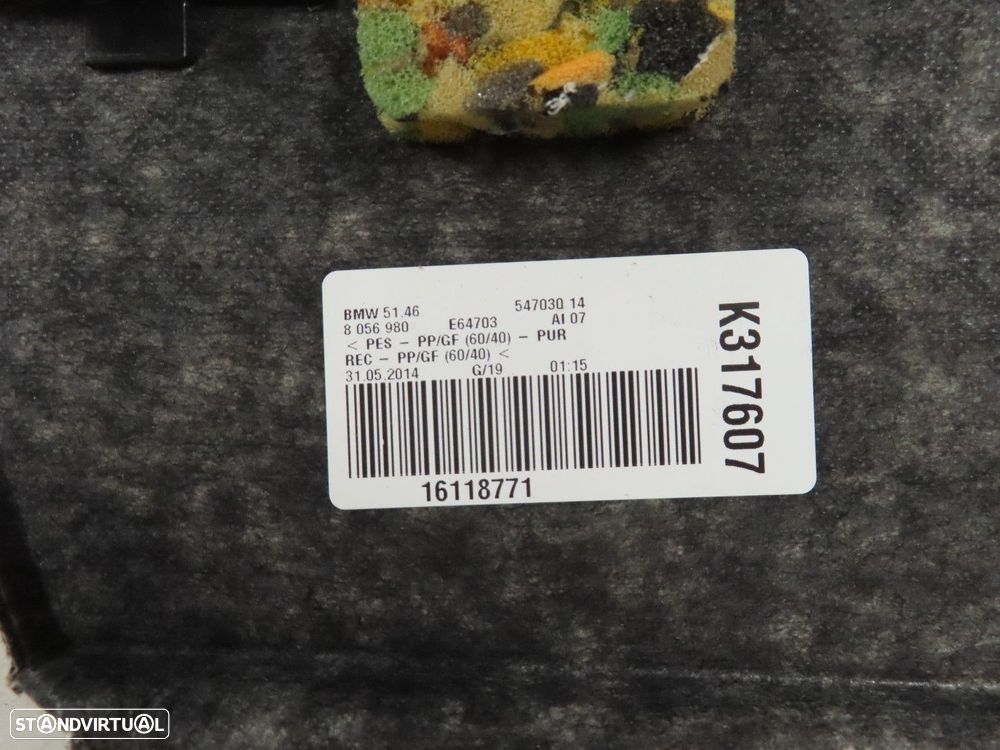 BMW 51.46 547030 14
8 056 980 E64703 AI 07
< PES – PP/GF (60/40) – PUR
REC – PP/GF (60/40) <
31.05.2014 G/19 01:15
16118771
K317607
STANDVIRTUAL